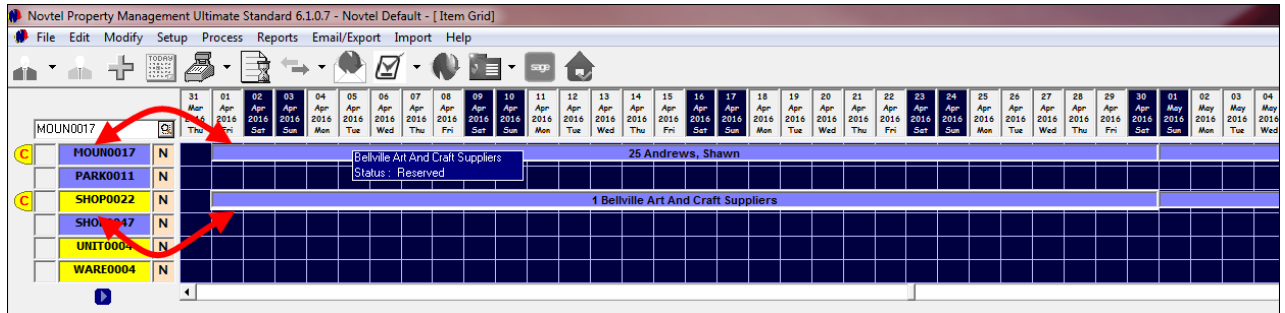 Novtel Property Management Ultimate Standard 6.1.0.7 - Novtel Default - [ Item Grid]
File Edit Modify Setup Process Reports Email/Export Import Help
TODAY
sage
31 01 02 03 04 05 06 07 08 09 10 11 12 13 14 15 16 17 18 19 20 21 22 23 24 25 26 27 28 29 30 01 02 03 04
Mar Apr Apr Apr Apr Apr Apr Apr Apr Apr Apr Apr Apr Apr Apr Apr Apr Apr Apr Apr Apr Apr Apr Apr Apr Apr Apr Apr Apr Apr Apr May May May May
2016 2016 2016 2016 2016 2016 2016 2016 2016 2016 2016 2016 2016 2016 2016 2016 2016 2016 2016 2016 2016 2016 2016 2016 2016 2016 2016 2016 2016 2016 2016 2016 2016 2016
MOUN0017 Thu Fri Sat Sun Mon Tue Wed Thu Fri Sat Sun Mon Tue Wed Thu Fri Sat Sun Mon Tue Wed Thu Fri Sat Sun Mon Tue Wed Thu Fri Sat Sun Mon Tue Wed
C MOUN0017 N 25 Andrews, Shawn
Bellville Art And Craft Suppliers
Status : Reserved
PARK0011 N
C SHOP0022 N 1 Bellville Art And Craft Suppliers
N
UNIT0004 N
WARE0004 N